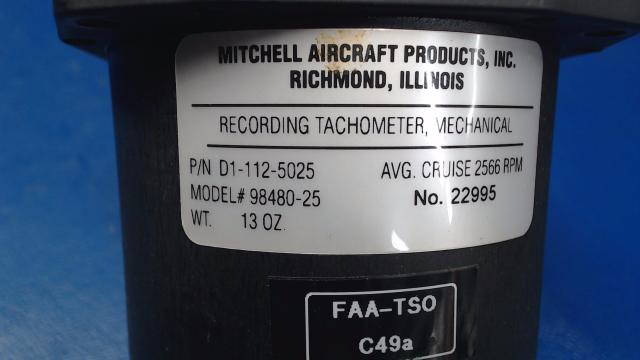 MITCHELL AIRCRAFT PRODUCTS, INC.
RICHMOND, ILLINOIS
RECORDING TACHOMETER, MECHANICAL
P/N D1-112-5025 AVG. CRUISE 2566 RPM
MODEL# 98480-25 No. 22995
WT. 13 OZ.
FAA-TSO
C49a